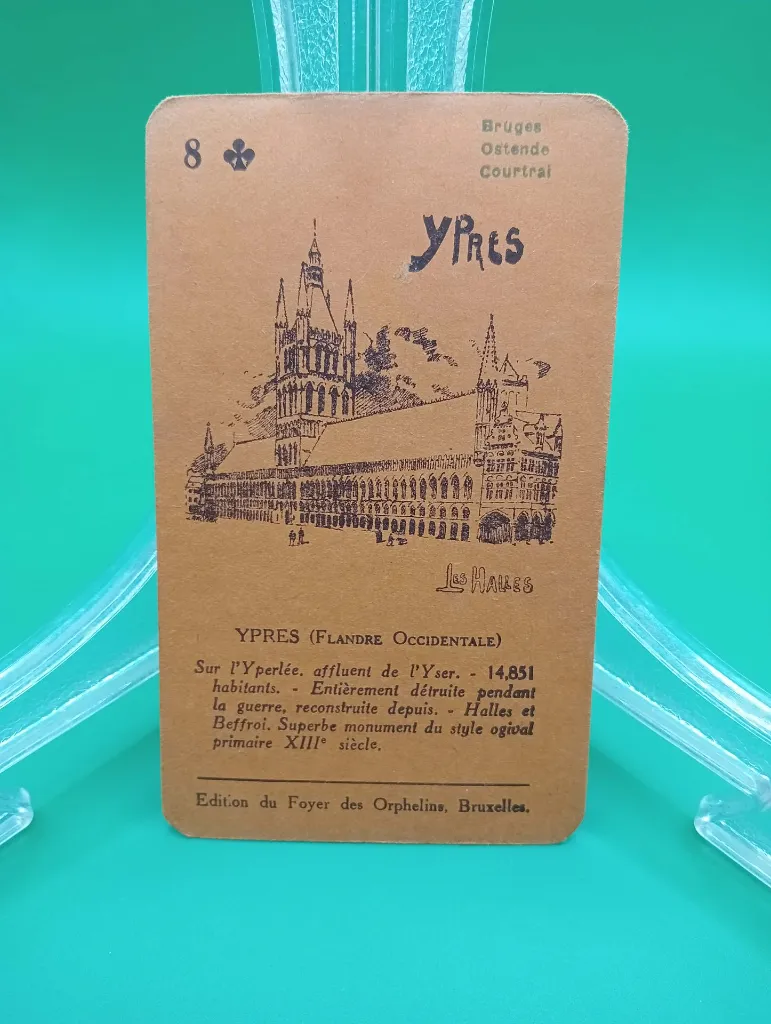 8
Bruges
Ostende
Courtrai
YPRES
LES HALLES
YPRES (FLANDRE OCCIDENTALE)
Sur l'Yperlée, affluent de l'Yser. - 14,851
habitants. - Entièrement détruite pendant
la guerre, reconstruite depuis. - Halles et
Beffroi. Superbe monument du style ogival
primaire XIIIe siècle.
Edition du Foyer des Orphelins, Bruxelles.